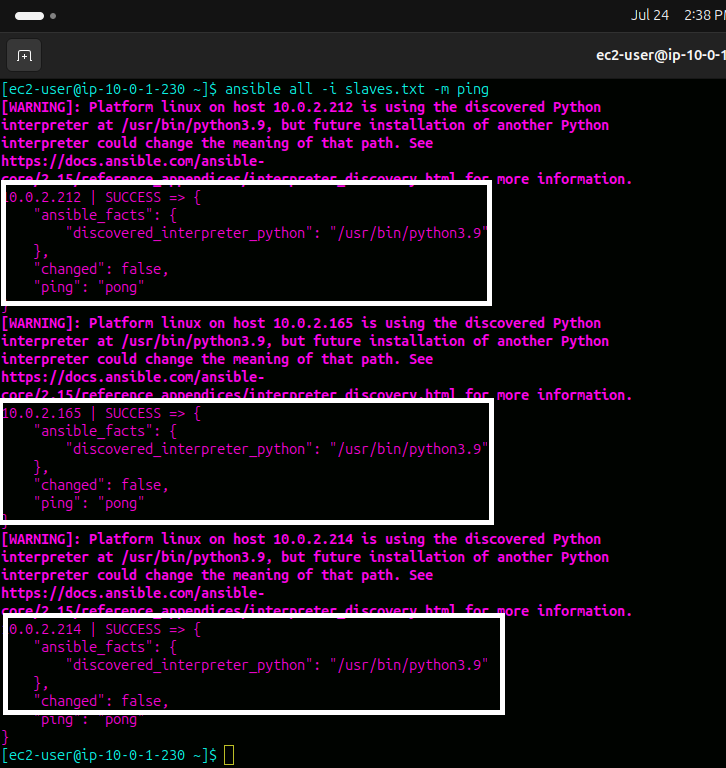 Jul 24 2:38 PM
ec2-user@ip-10-0-1
[ec2-user@ip-10-0-1-230 ~]$ ansible all -i slaves.txt -m ping
[WARNING]: Platform linux on host 10.0.2.212 is using the discovered Python
interpreter at /usr/bin/python3.9, but future installation of another Python
interpreter could change the meaning of that path. See
https://docs.ansible.com/ansible-
core/2.15/reference_appendices/interpreter_discovery.html for more information.
10.0.2.212 | SUCCESS => {
    "ansible_facts": {
        "discovered_interpreter_python": "/usr/bin/python3.9"
    },
    "changed": false,
    "ping": "pong"
}
[WARNING]: Platform linux on host 10.0.2.165 is using the discovered Python
interpreter at /usr/bin/python3.9, but future installation of another Python
interpreter could change the meaning of that path. See
https://docs.ansible.com/ansible-
core/2.15/reference_appendices/interpreter_discovery.html for more information.
10.0.2.165 | SUCCESS => {
    "ansible_facts": {
        "discovered_interpreter_python": "/usr/bin/python3.9"
    },
    "changed": false,
    "ping": "pong"
}
[WARNING]: Platform linux on host 10.0.2.214 is using the discovered Python
interpreter at /usr/bin/python3.9, but future installation of another Python
interpreter could change the meaning of that path. See
https://docs.ansible.com/ansible-
core/2.15/reference_appendices/interpreter_discovery.html for more information.
10.0.2.214 | SUCCESS => {
    "ansible_facts": {
        "discovered_interpreter_python": "/usr/bin/python3.9"
    },
    "changed": false,
    "ping": "pong"
}
[ec2-user@ip-10-0-1-230 ~]$